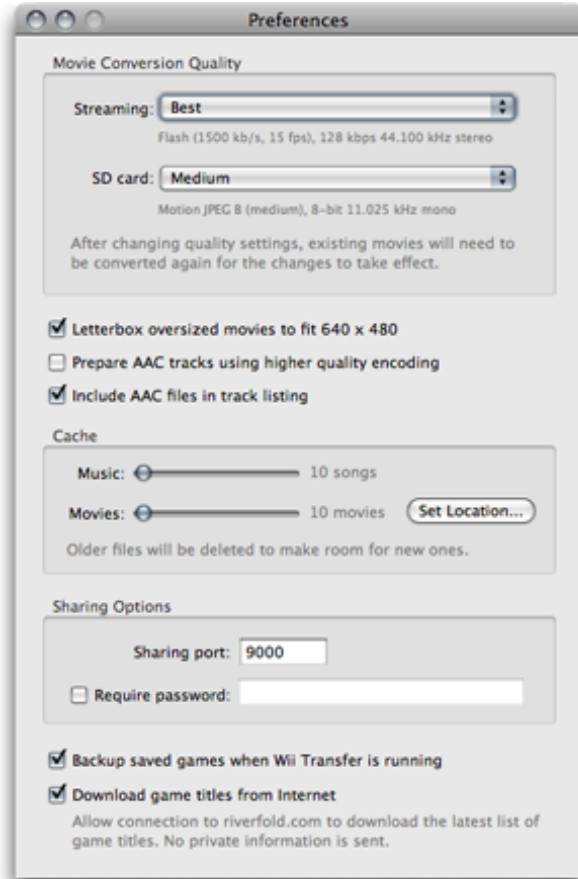 Preferences
Movie Conversion Quality
Streaming: Best
Flash (1500 kb/s, 15 fps), 128 kbps 44.100 kHz stereo
SD card: Medium
Motion JPEG B (medium), 8-bit 11.025 kHz mono
After changing quality settings, existing movies will need to
be converted again for the changes to take effect.
Letterbox oversized movies to fit 640 x 480
Prepare AAC tracks using higher quality encoding
Include AAC files in track listing
Cache
Music: 10 songs
Movies: 10 movies Set Location...
Older files will be deleted to make room for new ones.
Sharing Options
Sharing port: 9000
Require password:
Backup saved games when Wii Transfer is running
Download game titles from Internet
Allow connection to riverfold.com to download the latest list of
game titles. No private information is sent.